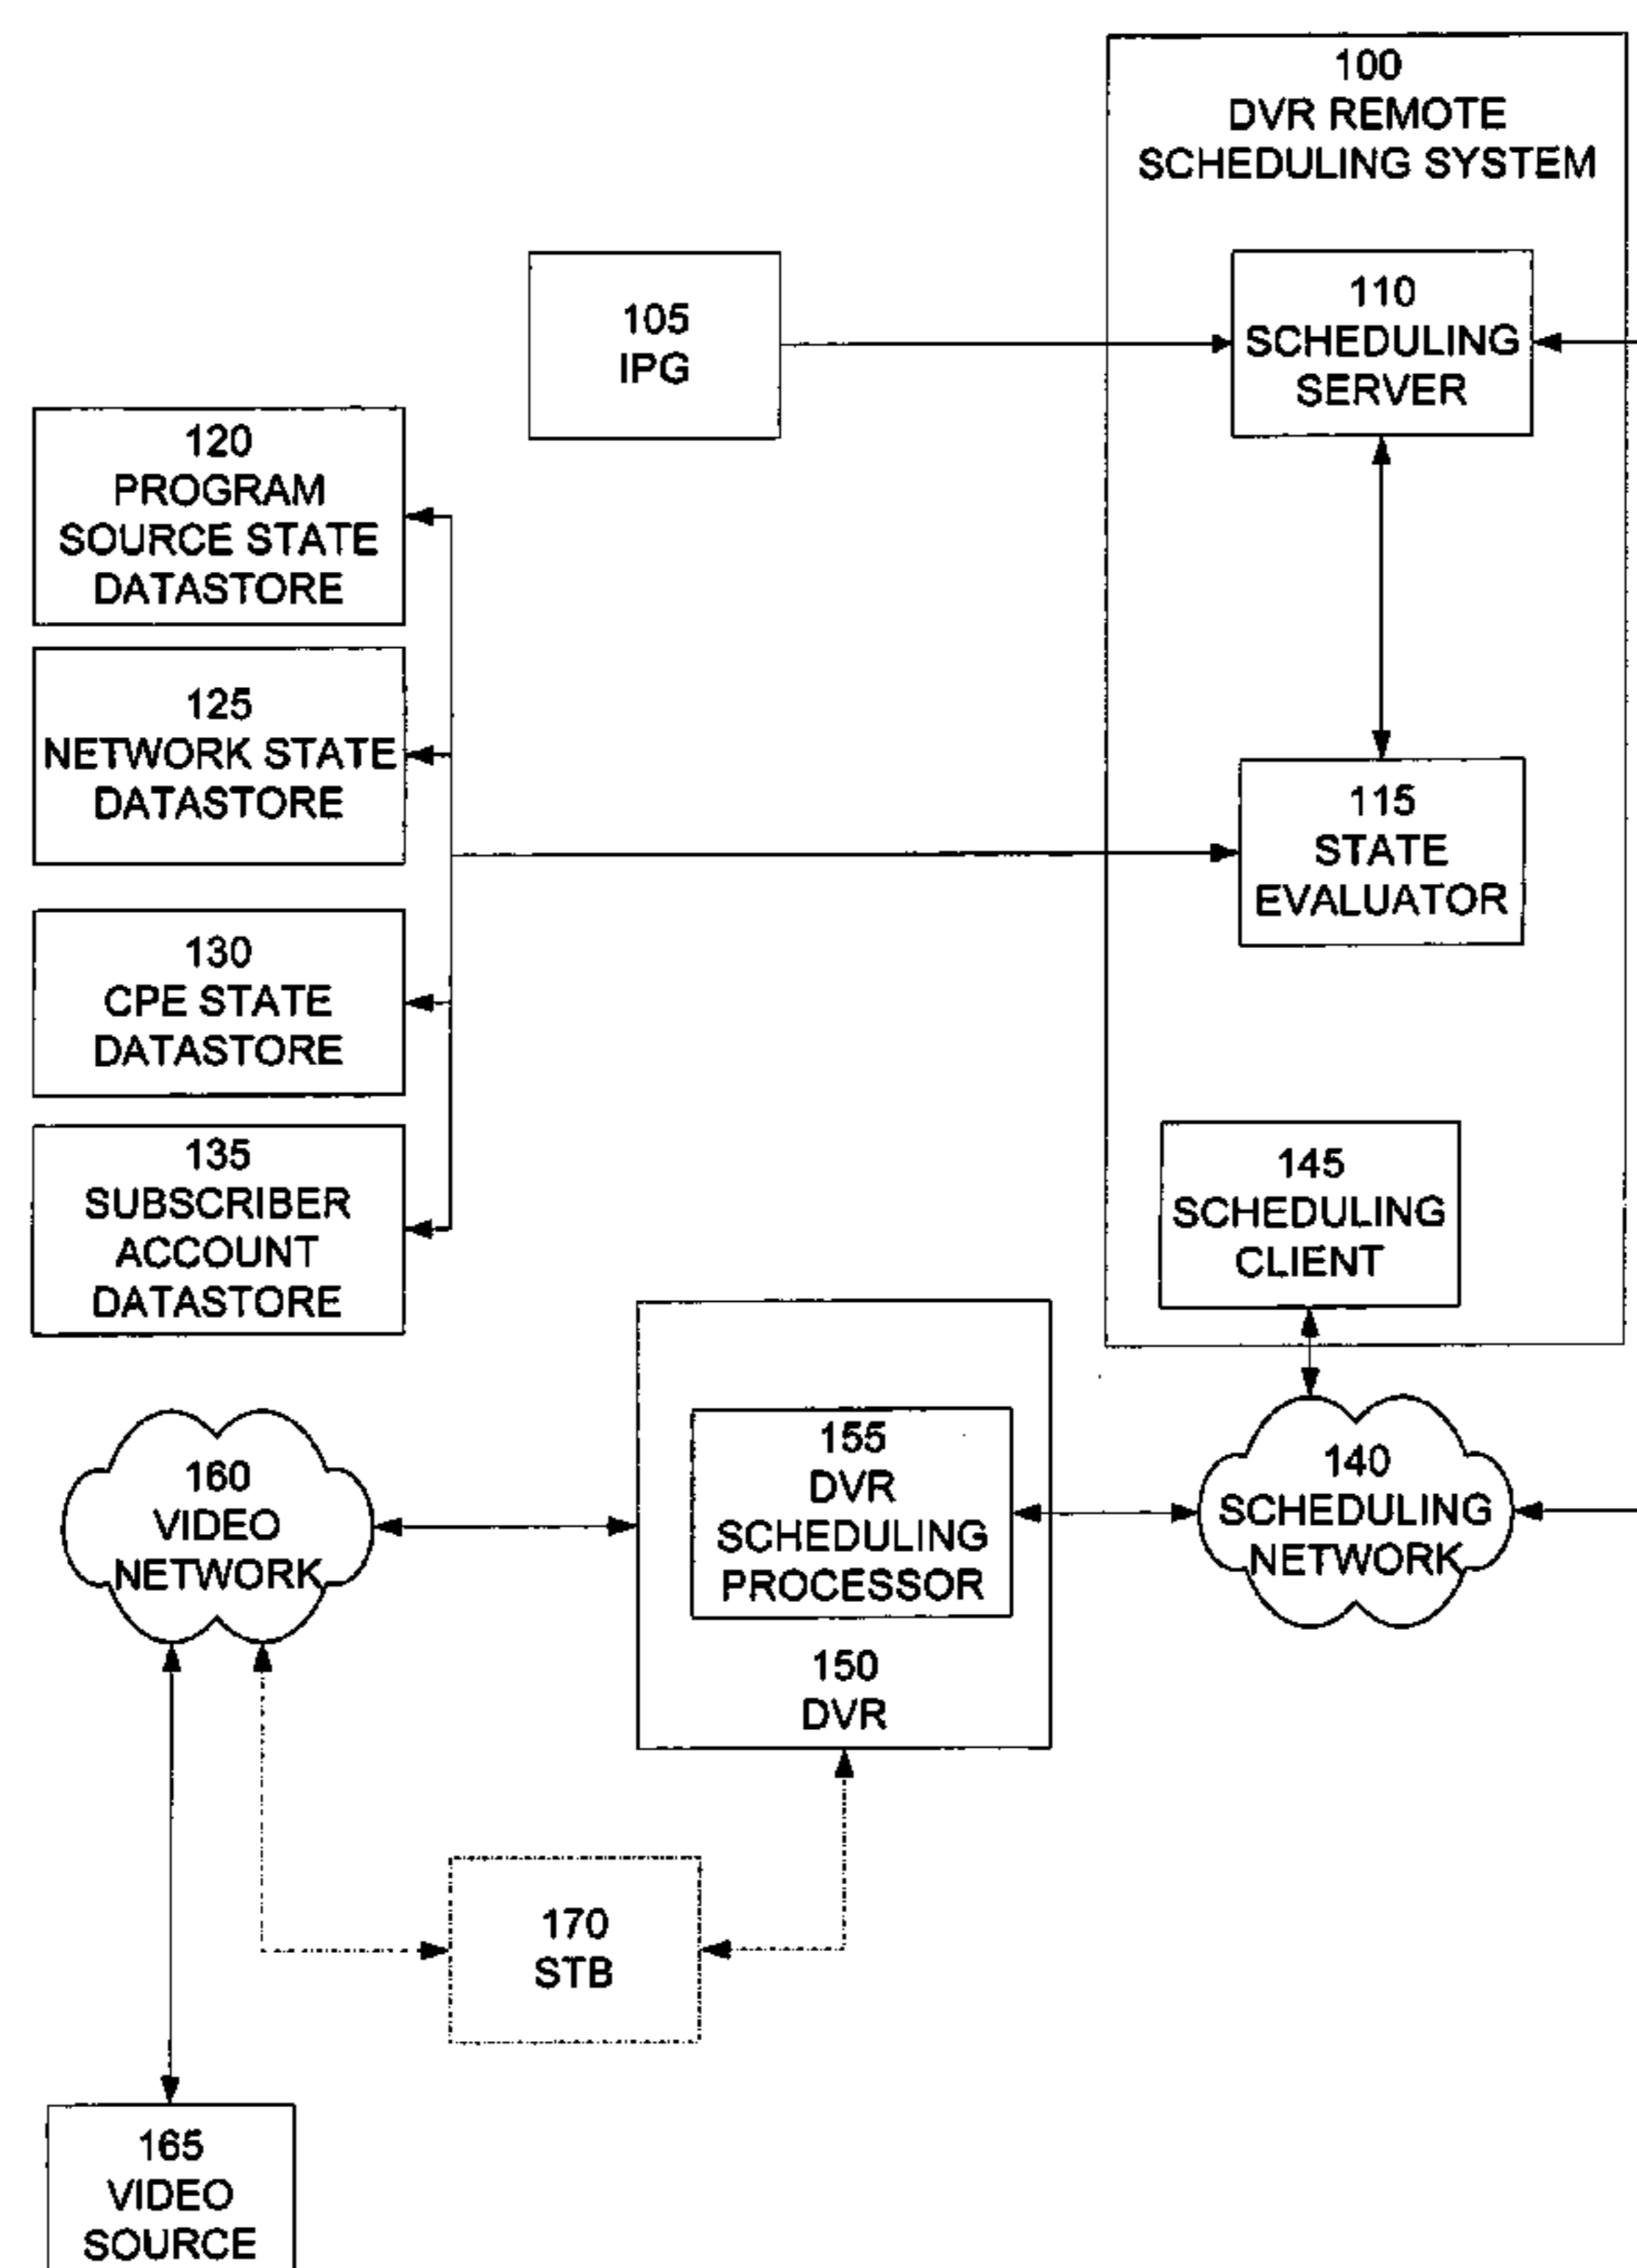 100
DVR REMOTE
SCHEDULING SYSTEM
105
IPG
110
SCHEDULING
SERVER
120
PROGRAM
SOURCE STATE
DATASTORE
125
NETWORK STATE
DATASTORE
115
STATE
EVALUATOR
130
CPE STATE
DATASTORE
135
SUBSCRIBER
ACCOUNT
DATASTORE
145
SCHEDULING
CLIENT
160
VIDEO
NETWORK
155
DVR
SCHEDULING
PROCESSOR
150
DVR
140
SCHEDULING
NETWORK
170
STB
165
VIDEO
SOURCE